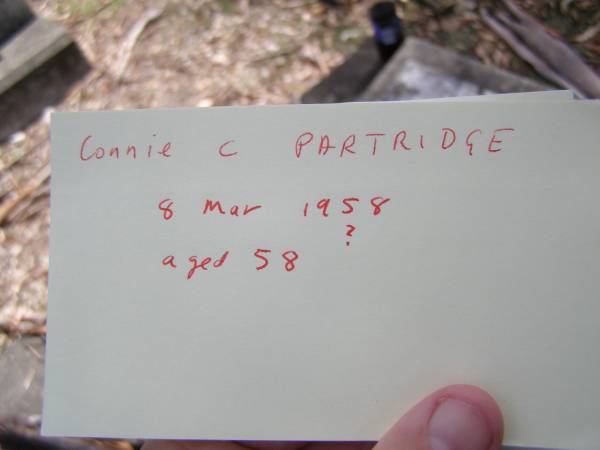 Connie C PARTRIDGE
8 Mar 1958
?
aged 58